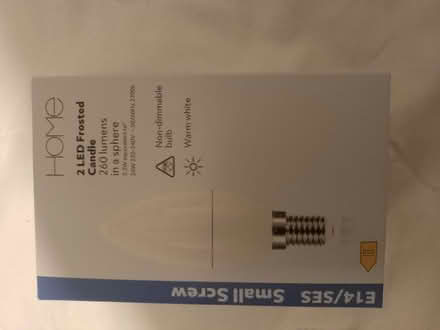 HOME
2 LED Frosted
Candle
260 lumens
in a sphere
Non-dimmable
bulb
Warm white
E14/SES Small Screw